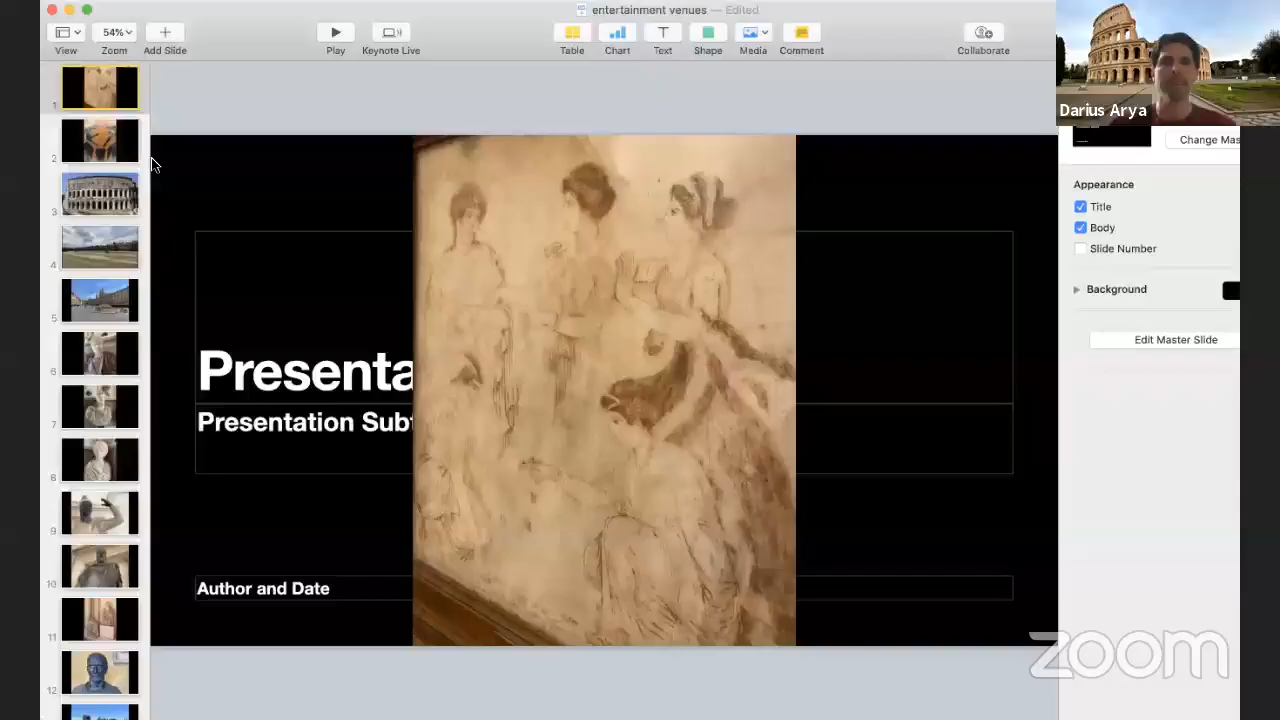 entertainment venues — Edited
54%
View
Zoom
Add Slide
Play
Keynote Live
Table
Chart
Text
Shape
Media
Comment
Collaborate
Darius Arya
Change Mas
Appearance
Title
Body
Slide Number
Background
Edit Master Slide
1
2
3
4
5
6
7
8
9
10
11
12
Presenta
Presentation Subt
Author and Date
zoom